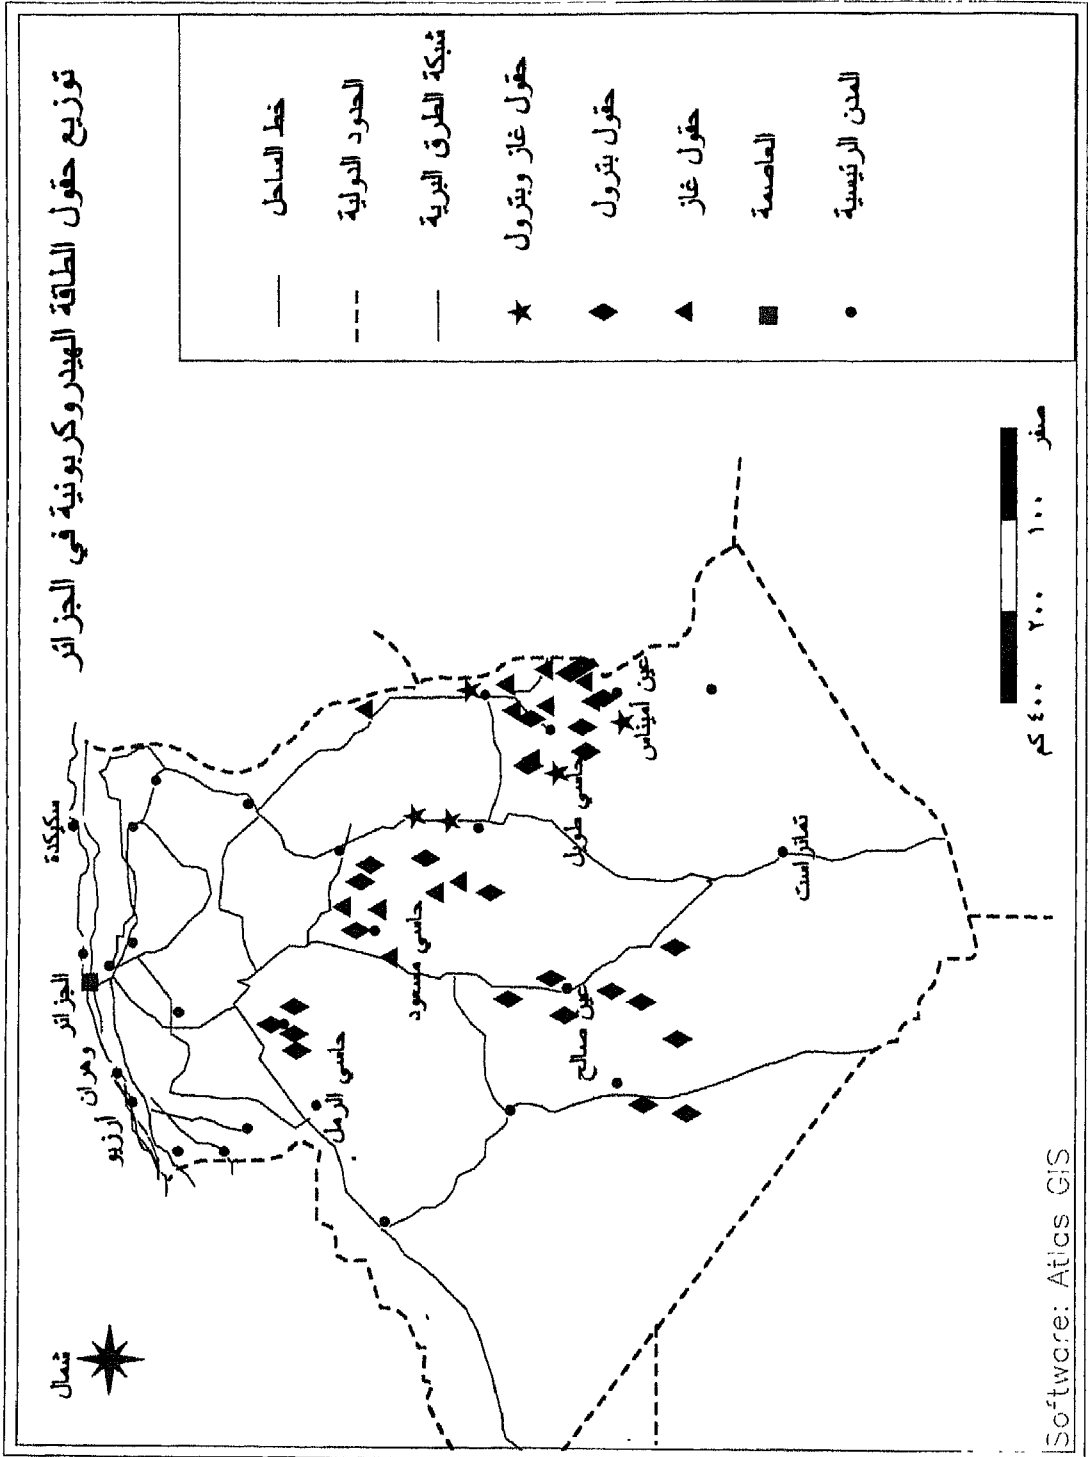 توزيع حقول الطاقة الهيدروكربونية في الجزائر
شمال
خط الساحل
الحدود الدولية
شبكة الطرق البرية
حقول غاز وبترول
حقول بترول
حقول غاز
العاصمة
المدن الرئيسية
سكيكدة
الجزائر
وهران
ارزيو
حاسي الرمل
حاسي مسعود
حاسي طويل
عين أميناس
عين صالح
تمانراست
صفر ١٠٠ ٢٠٠ ٤٠٠ كم
Software: Atlas GIS